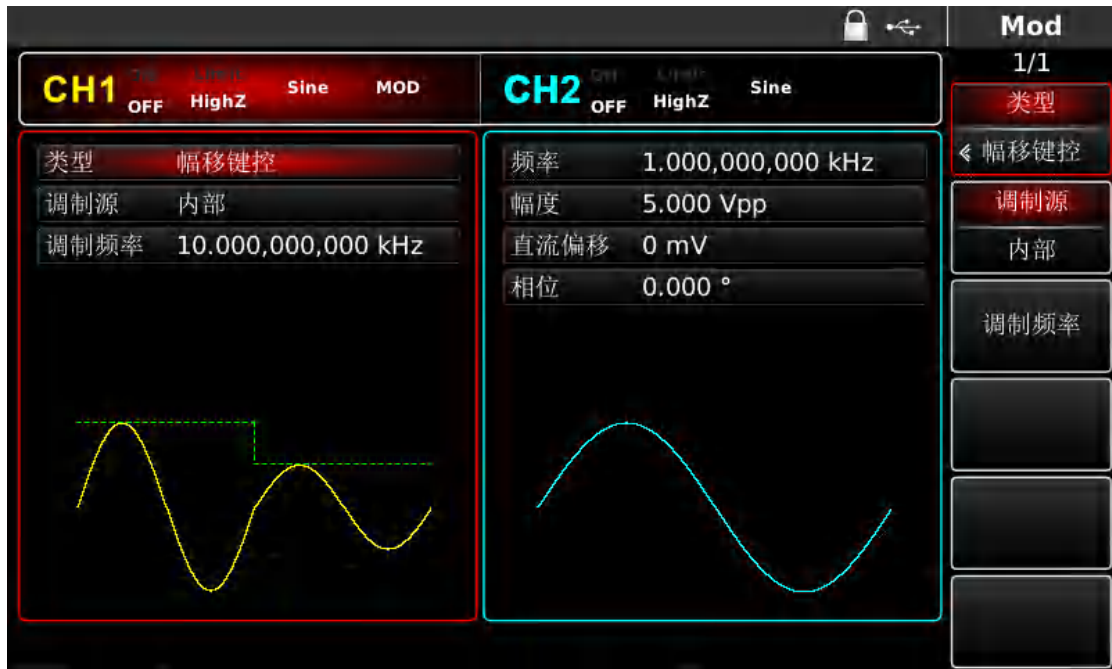 Mod
1/1
CH1 OFF HighZ Sine MOD
CH2 OFF HighZ Sine
类型
幅移键控
调制源
内部
调制频率
类型 幅移键控
调制源 内部
调制频率 10.000,000,000 kHz
频率 1.000,000,000 kHz
幅度 5.000 Vpp
直流偏移 0 mV
相位 0.000 °